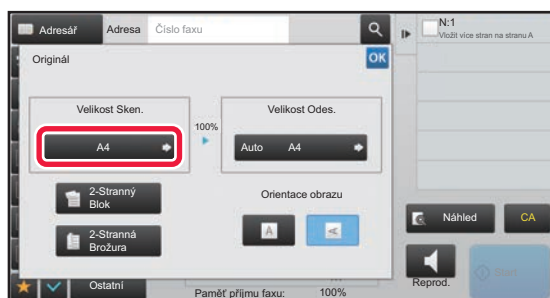 Adresář
Adresa
Číslo faxu
N:1
Vložit více stran na stranu A
Originál
OK
Velikost Sken.
100%
Velikost Odes.
A4
Auto A4
2-Stranný
Blok
Orientace obrazu
A
A
2-Stranná
Brožura
Náhled
CA
Ostatní
Paměť příjmu faxu: 100%
Reprod.
Start